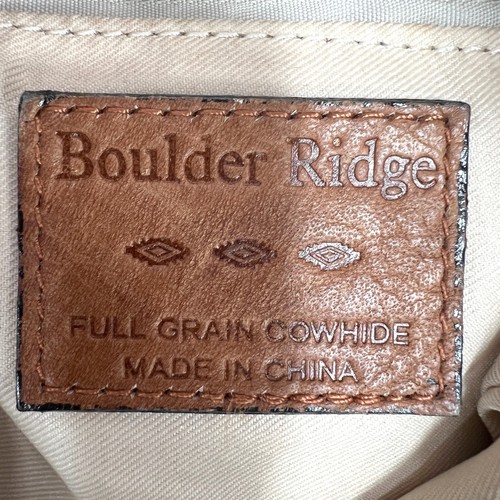 Boulder Ridge
FULL GRAIN COWHIDE
MADE IN CHINA